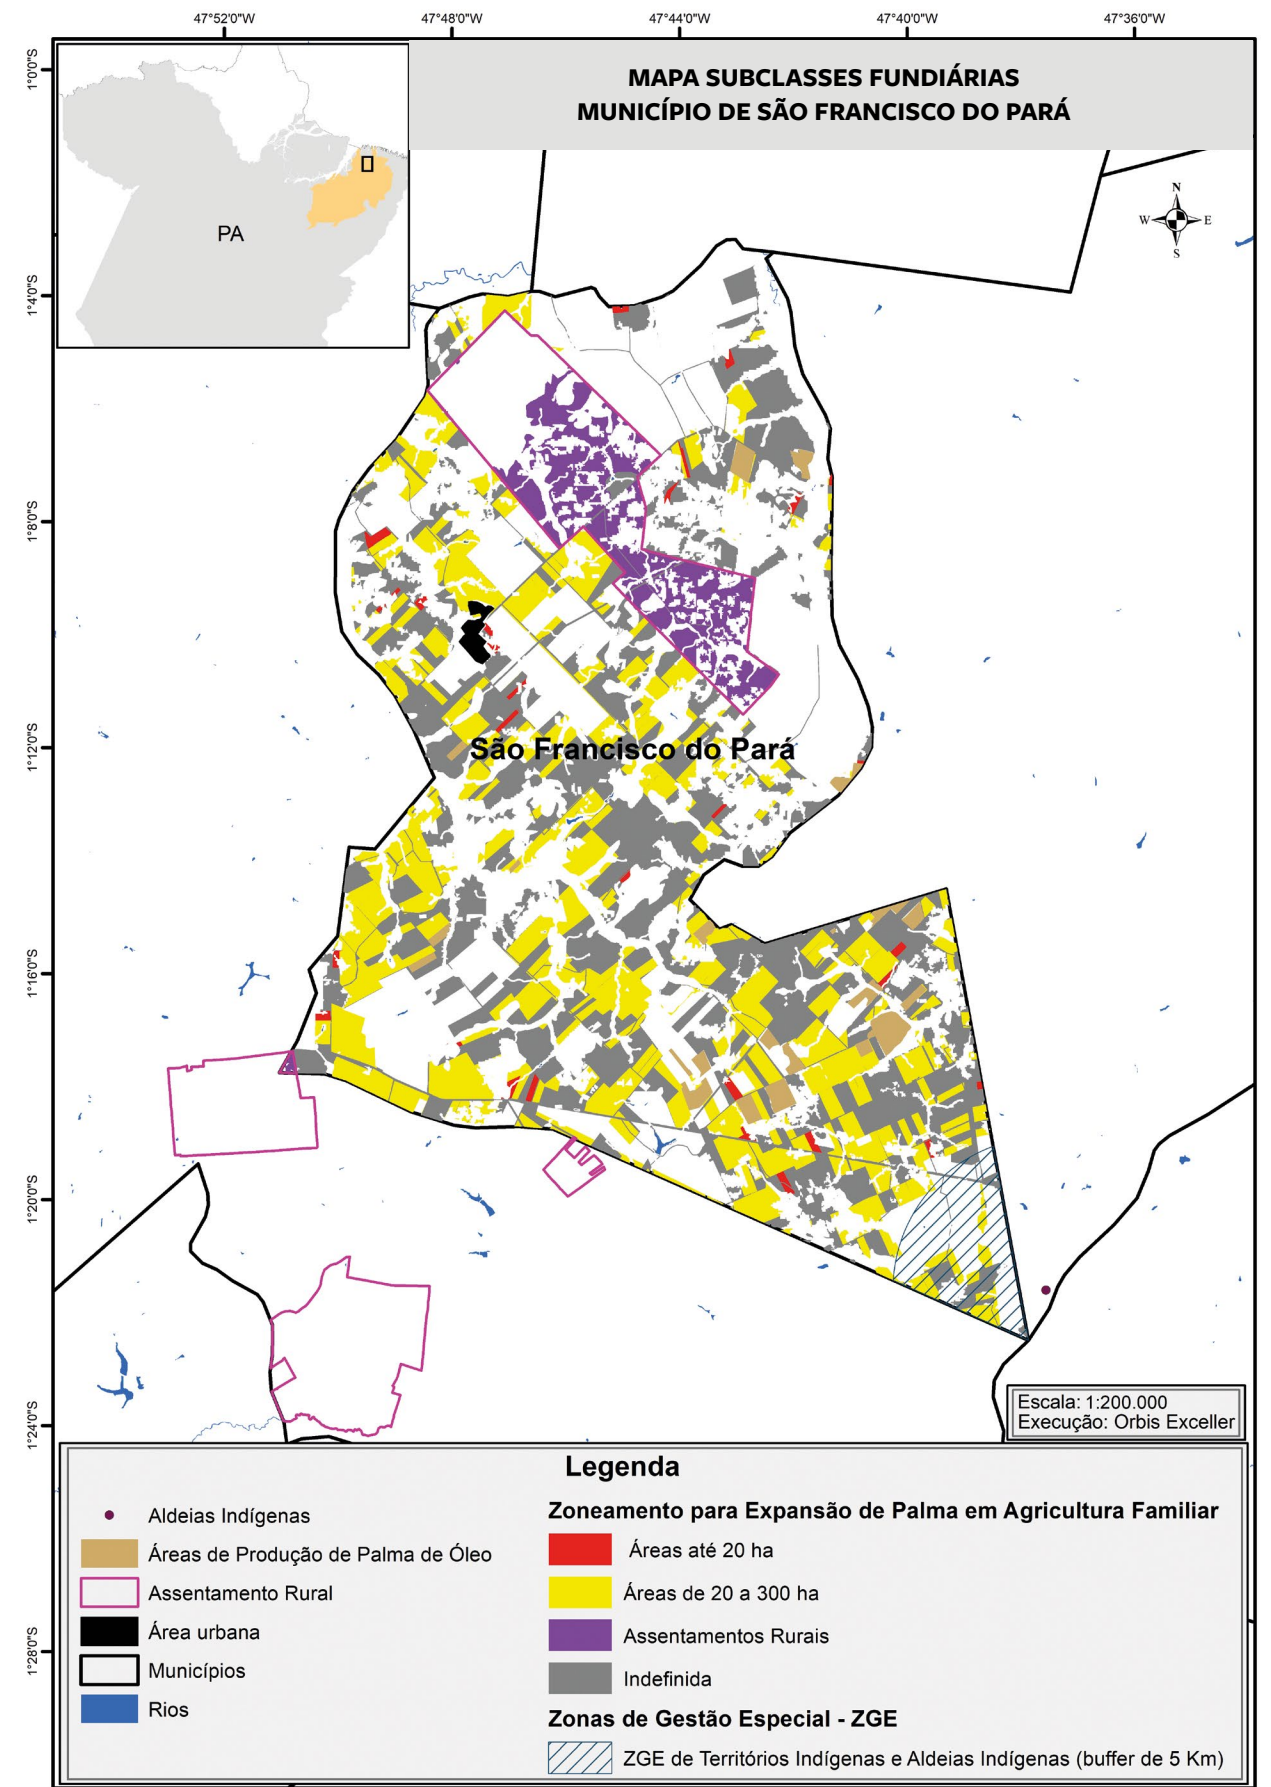 47°52'0"W
47°48'0"W
47°44'0"W
47°40'0"W
47°36'0"W
1°0'0"S
1°4'0"S
1°8'0"S
1°12'0"S
1°16'0"S
1°20'0"S
1°24'0"S
1°28'0"S
MAPA SUBCLASSES FUNDIÁRIAS
MUNICÍPIO DE SÃO FRANCISCO DO PARÁ
PA
N
W
E
S
São Francisco do Pará
Escala: 1:200.000
Execução: Orbis Exceller
Legenda
Aldeias Indígenas
Áreas de Produção de Palma de Óleo
Assentamento Rural
Área urbana
Municípios
Rios
Zoneamento para Expansão de Palma em Agricultura Familiar
Áreas até 20 ha
Áreas de 20 a 300 ha
Assentamentos Rurais
Indefinida
Zonas de Gestão Especial - ZGE
ZGE de Territórios Indígenas e Aldeias Indígenas (buffer de 5 Km)